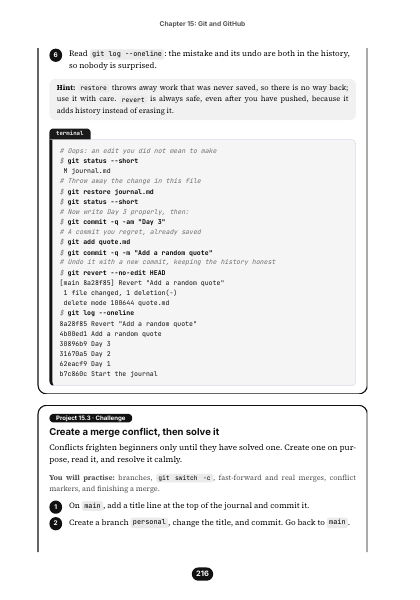 Chapter 15: Git and GitHub
6 Read git log --oneline: the mistake and its undo are both in the history,
so nobody is surprised.
Hint: restore throws away work that was never saved, so there is no way back;
use it with care. revert is always safe, even after you have pushed, because it
adds history instead of erasing it.
terminal
# Oops: an edit you did not mean to make
$ git status --short
 M journal.md
# Throw away the change in this file
$ git restore journal.md
$ git status --short
# Now write Day 3 properly, then:
$ git commit -q -am "Day 3"
# A commit you regret, already saved
$ git add quote.md
$ git commit -q -m "Add a random quote"
# Undo it with a new commit, keeping the history honest
$ git revert --no-edit HEAD
[main 8a28f85] Revert "Add a random quote"
 1 file changed, 1 deletion(-)
 delete mode 100644 quote.md
$ git log --oneline
8a28f85 Revert "Add a random quote"
4b00ed1 Add a random quote
30896b9 Day 3
31670a5 Day 2
62eacf9 Day 1
b7c860c Start the journal
Project 15.3 · Challenge
Create a merge conflict, then solve it
Conflicts frighten beginners only until they have solved one. Create one on pur-
pose, read it, and resolve it calmly.
You will practise: branches, git switch -c, fast-forward and real merges, conflict
markers, and finishing a merge.
1 On main, add a title line at the top of the journal and commit it.
2 Create a branch personal, change the title, and commit. Go back to main.
216